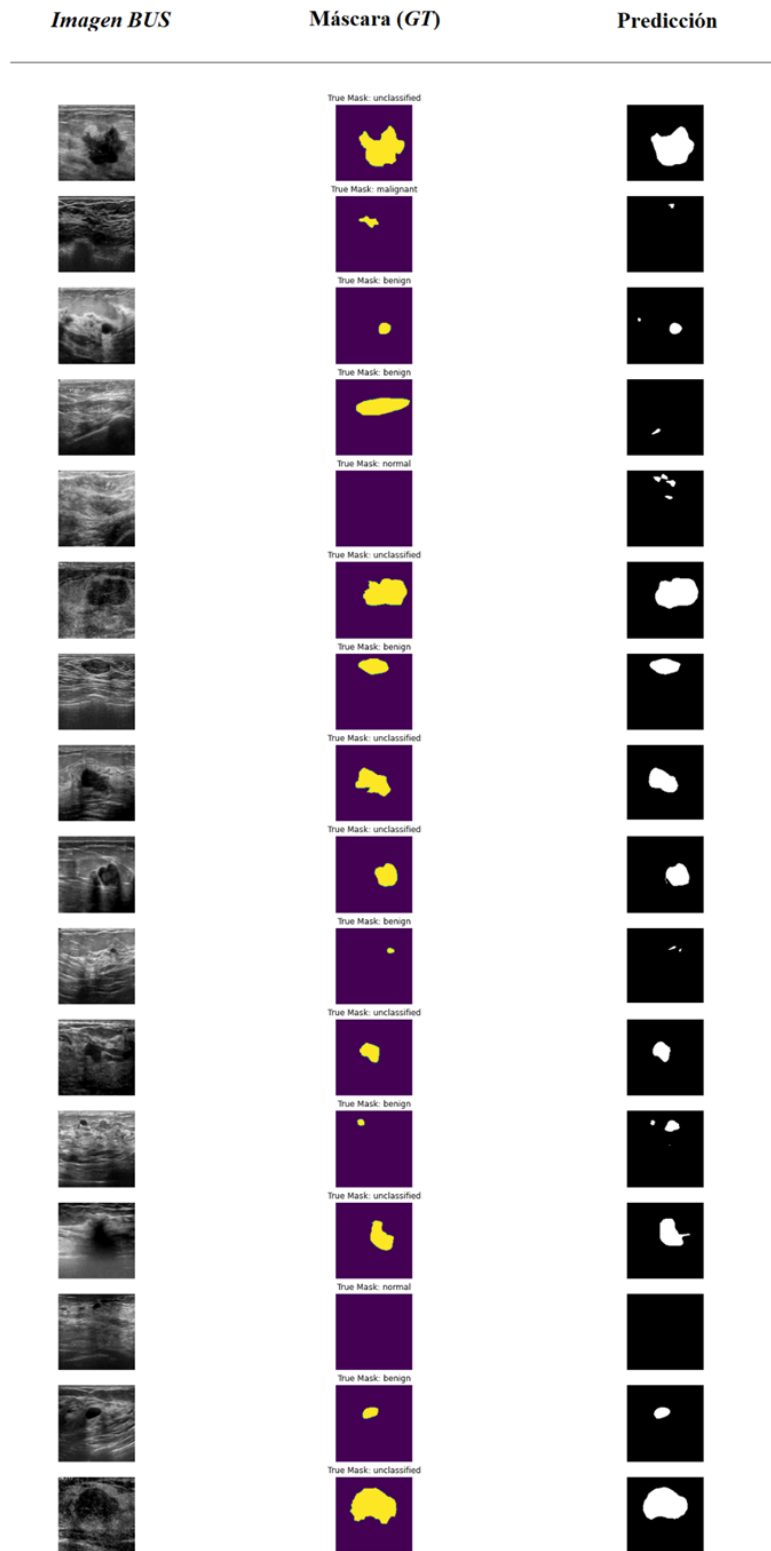 Imagen BUS Máscara (GT) Predicción
True Mask: unclassified
True Mask: malignant
True Mask: benign
True Mask: benign
True Mask: normal
True Mask: unclassified
True Mask: benign
True Mask: unclassified
True Mask: unclassified
True Mask: benign
True Mask: unclassified
True Mask: benign
True Mask: unclassified
True Mask: normal
True Mask: benign
True Mask: unclassified